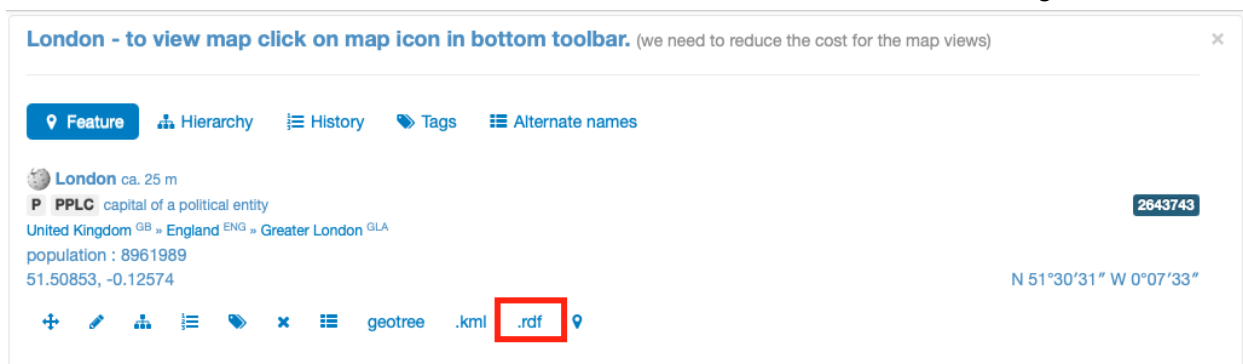 London - to view map click on map icon in bottom toolbar. (we need to reduce the cost for the map views) ×
Feature Hierarchy History Tags Alternate names
London ca. 25 m
P PPLC capital of a political entity 2643743
United Kingdom GB » England ENG » Greater London GLA
population : 8961989
51.50853, -0.12574 N 51°30′31″ W 0°07′33″
geotree .kml .rdf